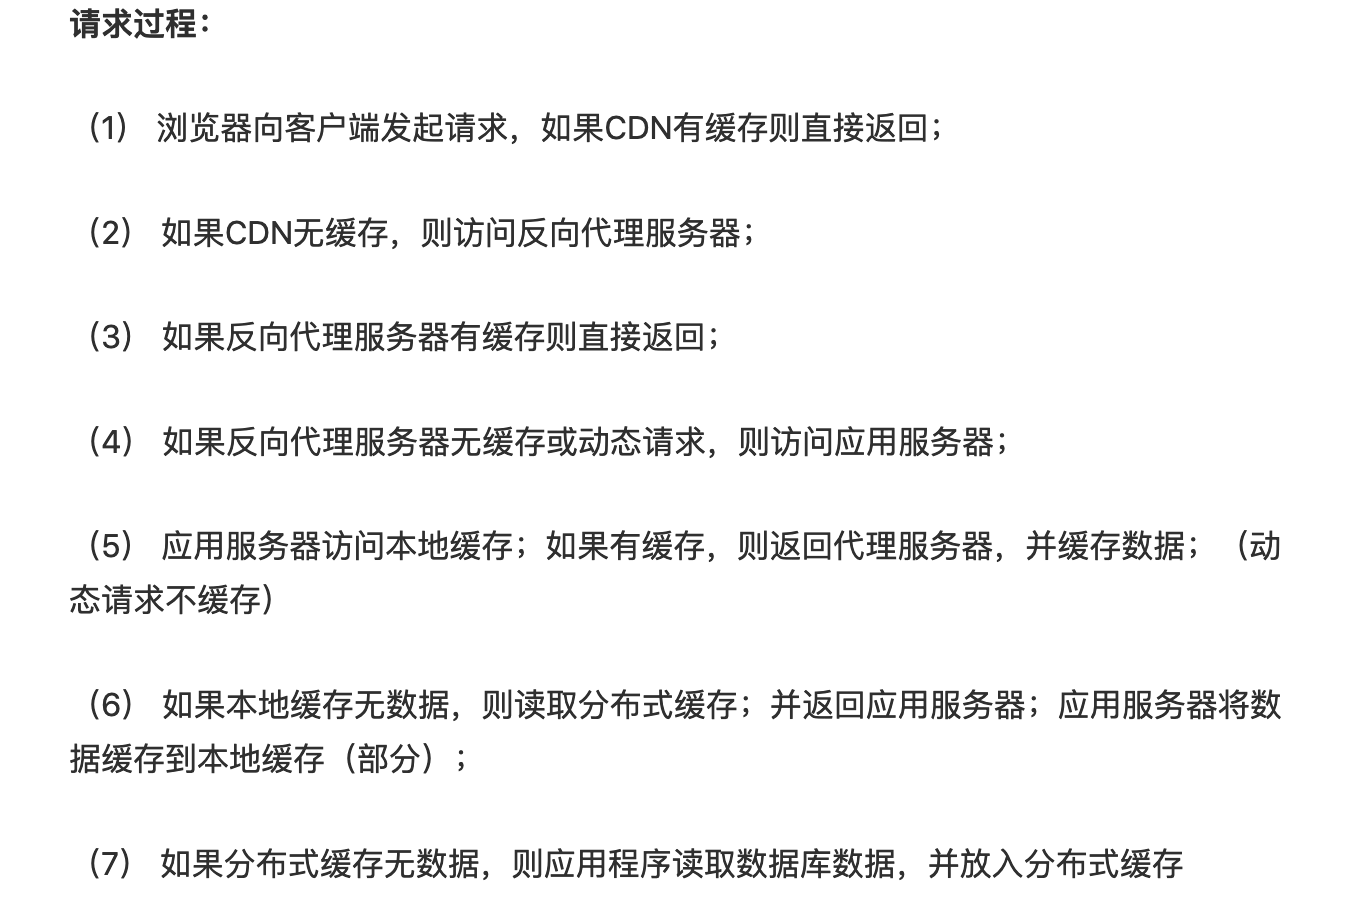 请求过程：
（1） 浏览器向客户端发起请求，如果CDN有缓存则直接返回；
（2） 如果CDN无缓存，则访问反向代理服务器；
（3） 如果反向代理服务器有缓存则直接返回；
（4） 如果反向代理服务器无缓存或动态请求，则访问应用服务器；
（5） 应用服务器访问本地缓存；如果有缓存，则返回代理服务器，并缓存数据；（动
态请求不缓存）
（6） 如果本地缓存无数据，则读取分布式缓存；并返回应用服务器；应用服务器将数
据缓存到本地缓存（部分）；
（7） 如果分布式缓存无数据，则应用程序读取数据库数据，并放入分布式缓存